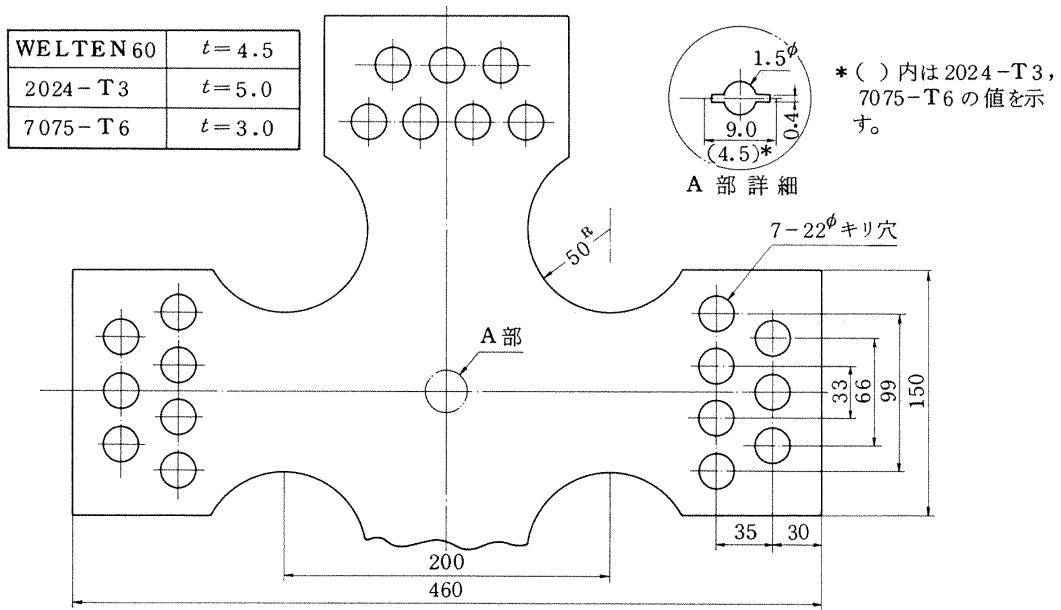 WELTEN60 t=4.5
2024-T3 t=5.0
7075-T6 t=3.0
1.5φ
0.4
9.0
(4.5)*
A 部 詳 細
*( )内は2024-T3,
7075-T6の値を示
す。
50R
7-22φキリ穴
A部
33
66
99
150
35
30
200
460